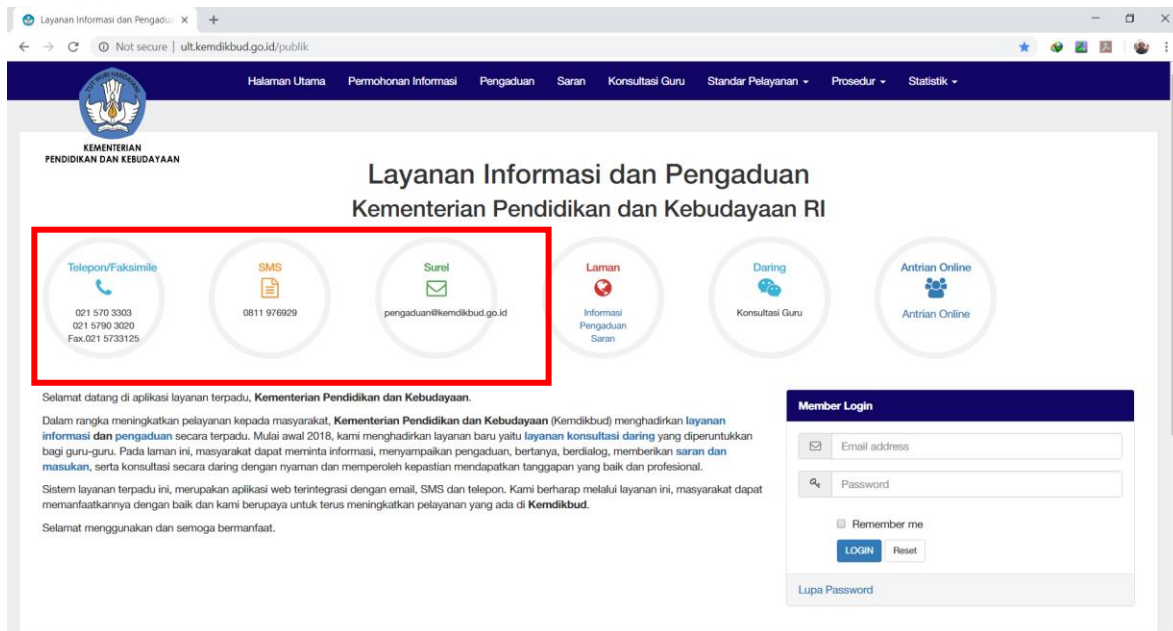 Layanan Informasi dan Pengadu
Not secure | ult.kemdikbud.go.id/publik
Halaman Utama Permohonan Informasi Pengaduan Saran Konsultasi Guru Standar Pelayanan Prosedur Statistik
TUT WURI HANDAYANI
KEMENTERIAN
PENDIDIKAN DAN KEBUDAYAAN
Layanan Informasi dan Pengaduan
Kementerian Pendidikan dan Kebudayaan RI
Telepon/Faksimile
021 570 3303
021 5790 3020
Fax.021 5733125
SMS
0811 976929
Surel
pengaduan@kemdikbud.go.id
Laman
Informasi
Pengaduan
Saran
Daring
Konsultasi Guru
Antrian Online
Antrian Online
Selamat datang di aplikasi layanan terpadu, Kementerian Pendidikan dan Kebudayaan.
Dalam rangka meningkatkan pelayanan kepada masyarakat, Kementerian Pendidikan dan Kebudayaan (Kemdikbud) menghadirkan layanan
informasi dan pengaduan secara terpadu. Mulai awal 2018, kami menghadirkan layanan baru yaitu layanan konsultasi daring yang diperuntukkan
bagi guru-guru. Pada laman ini, masyarakat dapat meminta informasi, menyampaikan pengaduan, bertanya, berdialog, memberikan saran dan
masukan, serta konsultasi secara daring dengan nyaman dan memperoleh kepastian mendapatkan tanggapan yang baik dan profesional.
Sistem layanan terpadu ini, merupakan aplikasi web terintegrasi dengan email, SMS dan telepon. Kami berharap melalui layanan ini, masyarakat dapat
memanfaatkannya dengan baik dan kami berupaya untuk terus meningkatkan pelayanan yang ada di Kemdikbud.
Selamat menggunakan dan semoga bermanfaat.
Member Login
Email address
Password
Remember me
LOGIN Reset
Lupa Password